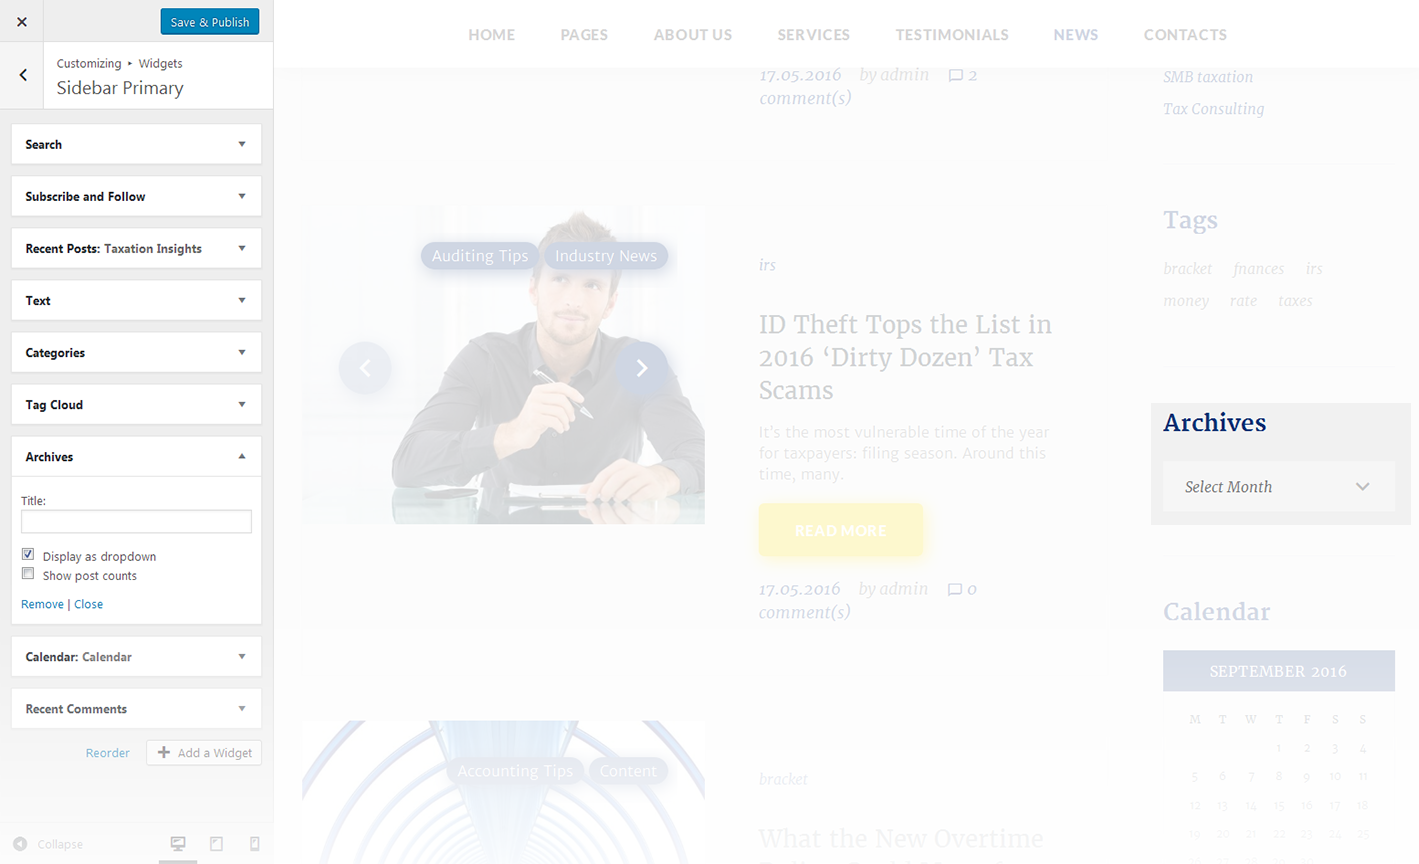 Save & Publish
Customizing ▸ Widgets
Sidebar Primary
Search
Subscribe and Follow
Recent Posts: Taxation Insights
Text
Categories
Tag Cloud
Archives
Title:
Display as dropdown
Show post counts
Remove | Close
Calendar: Calendar
Recent Comments
Reorder
Add a Widget
Collapse
HOME PAGES ABOUT US SERVICES TESTIMONIALS NEWS CONTACTS
17.05.2016 by admin 2
comment(s)
Auditing Tips Industry News
irs
ID Theft Tops the List in
2016 ‘Dirty Dozen’ Tax
Scams
It's the most vulnerable time of the year
for taxpayers: filing season. Around this
time, many.
READ MORE
17.05.2016 by admin 0
comment(s)
Accounting Tips Content
bracket
What the New Overtime
SMB taxation
Tax Consulting
Tags
bracket fnances irs
money rate taxes
Archives
Select Month
Calendar
SEPTEMBER 2016
M T W T F S S
1 2 3 4
5 6 7 8 9 10 11
12 13 14 15 16 17 18
19 20 21 22 23 24 25